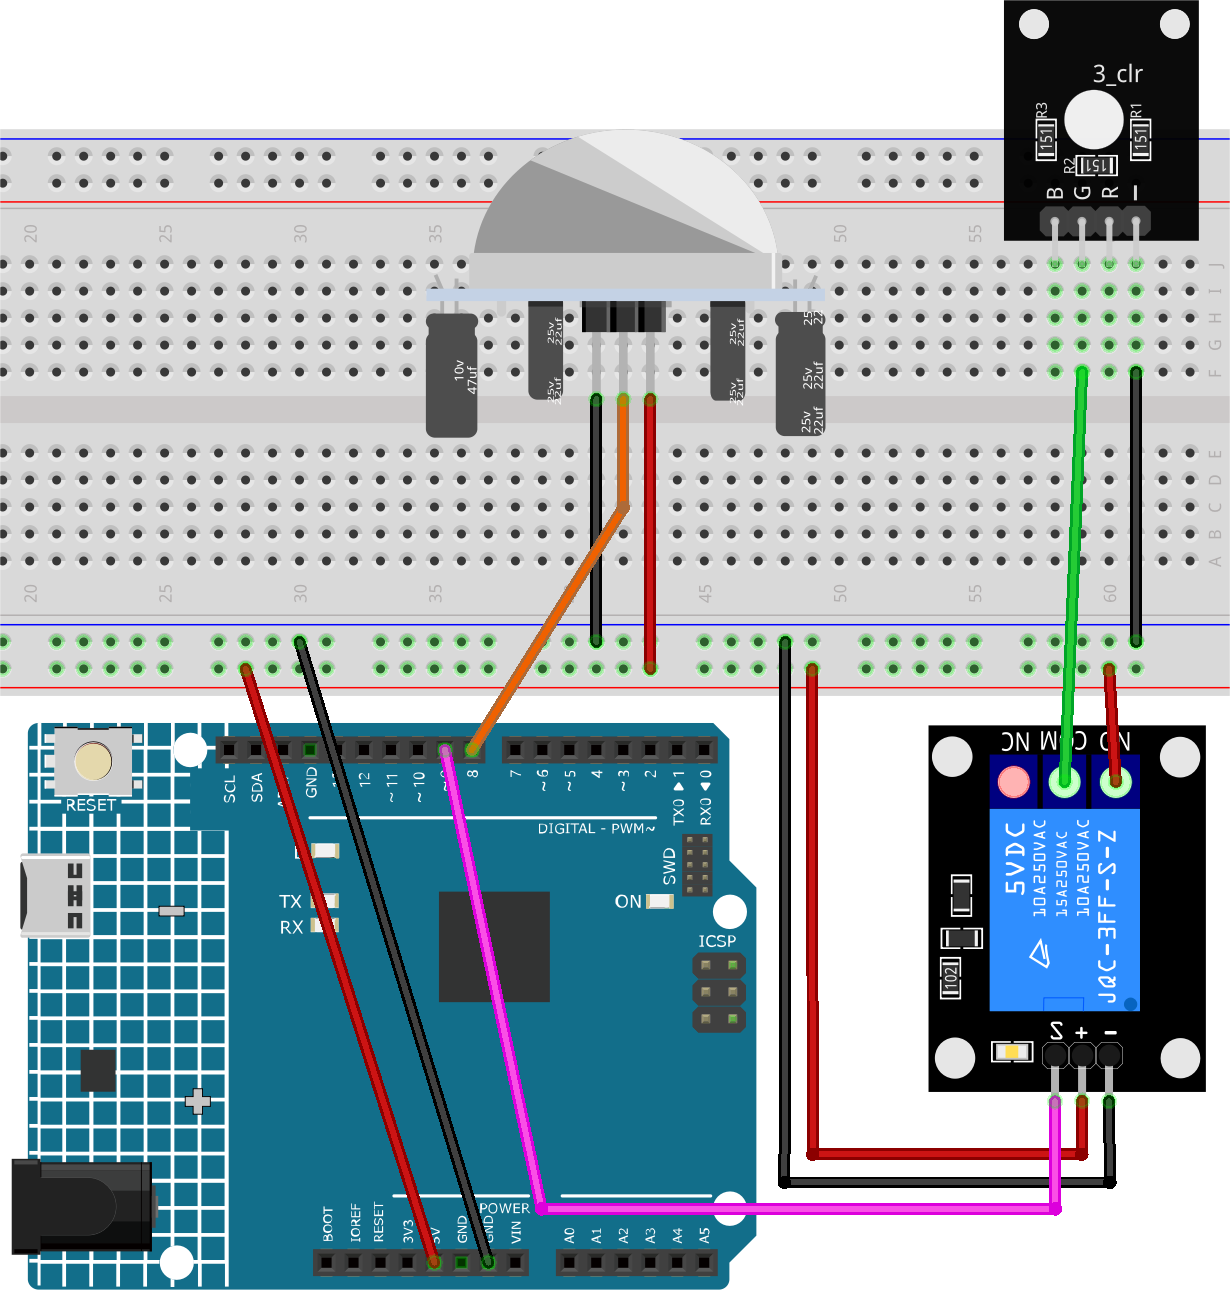 3_clr
R3
R1
151
151
R2
151
B G R −
20 25 30 35 50 55
J
I
H
G
F
10v
47uf
25v
22uf
25v
22uf
25v
22uf
25v
22uf
25v
22uf
25v
22uf
E
D
C
B
A
20 25 30 35 45 50 60
RESET
SCL
SDA
GND
12
~11
~10
8
7
~6
~5
4
~3
2
TX0 ▶1
RX0 ◀0
DIGITAL - PWM~
TX
RX
ON
SWD
ICSP
NC COM NO
5VDC
10A250VAC
15A250VAC
10A250VAC
JQC-3FF-S-Z
102
S + -
POWER
BOOT
IOREF
RESET
3V3
5V
GND
GND
VIN
A0
A1
A2
A3
A4
A5